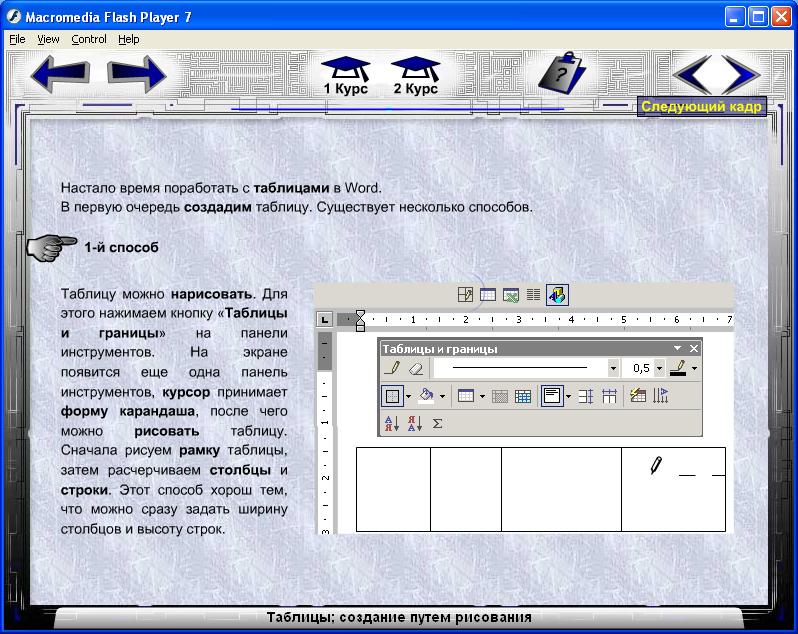 Macromedia Flash Player 7
File View Control Help
1 Курс 2 Курс
Следующий кадр
Настало время поработать с таблицами в Word.
В первую очередь создадим таблицу. Существует несколько способов.
1-й способ
Таблицу можно нарисовать. Для
этого нажимаем кнопку «Таблицы
и границы» на панели
инструментов. На экране
появится еще одна панель
инструментов, курсор принимает
форму карандаша, после чего
можно рисовать таблицу.
Сначала рисуем рамку таблицы,
затем расчерчиваем столбцы и
строки. Этот способ хорош тем,
что можно сразу задать ширину
столбцов и высоту строк.
1 2 3 4 5 6 7
Таблицы и границы
0,5
А Я Я А Σ
1
2
3
Таблицы; создание путем рисования